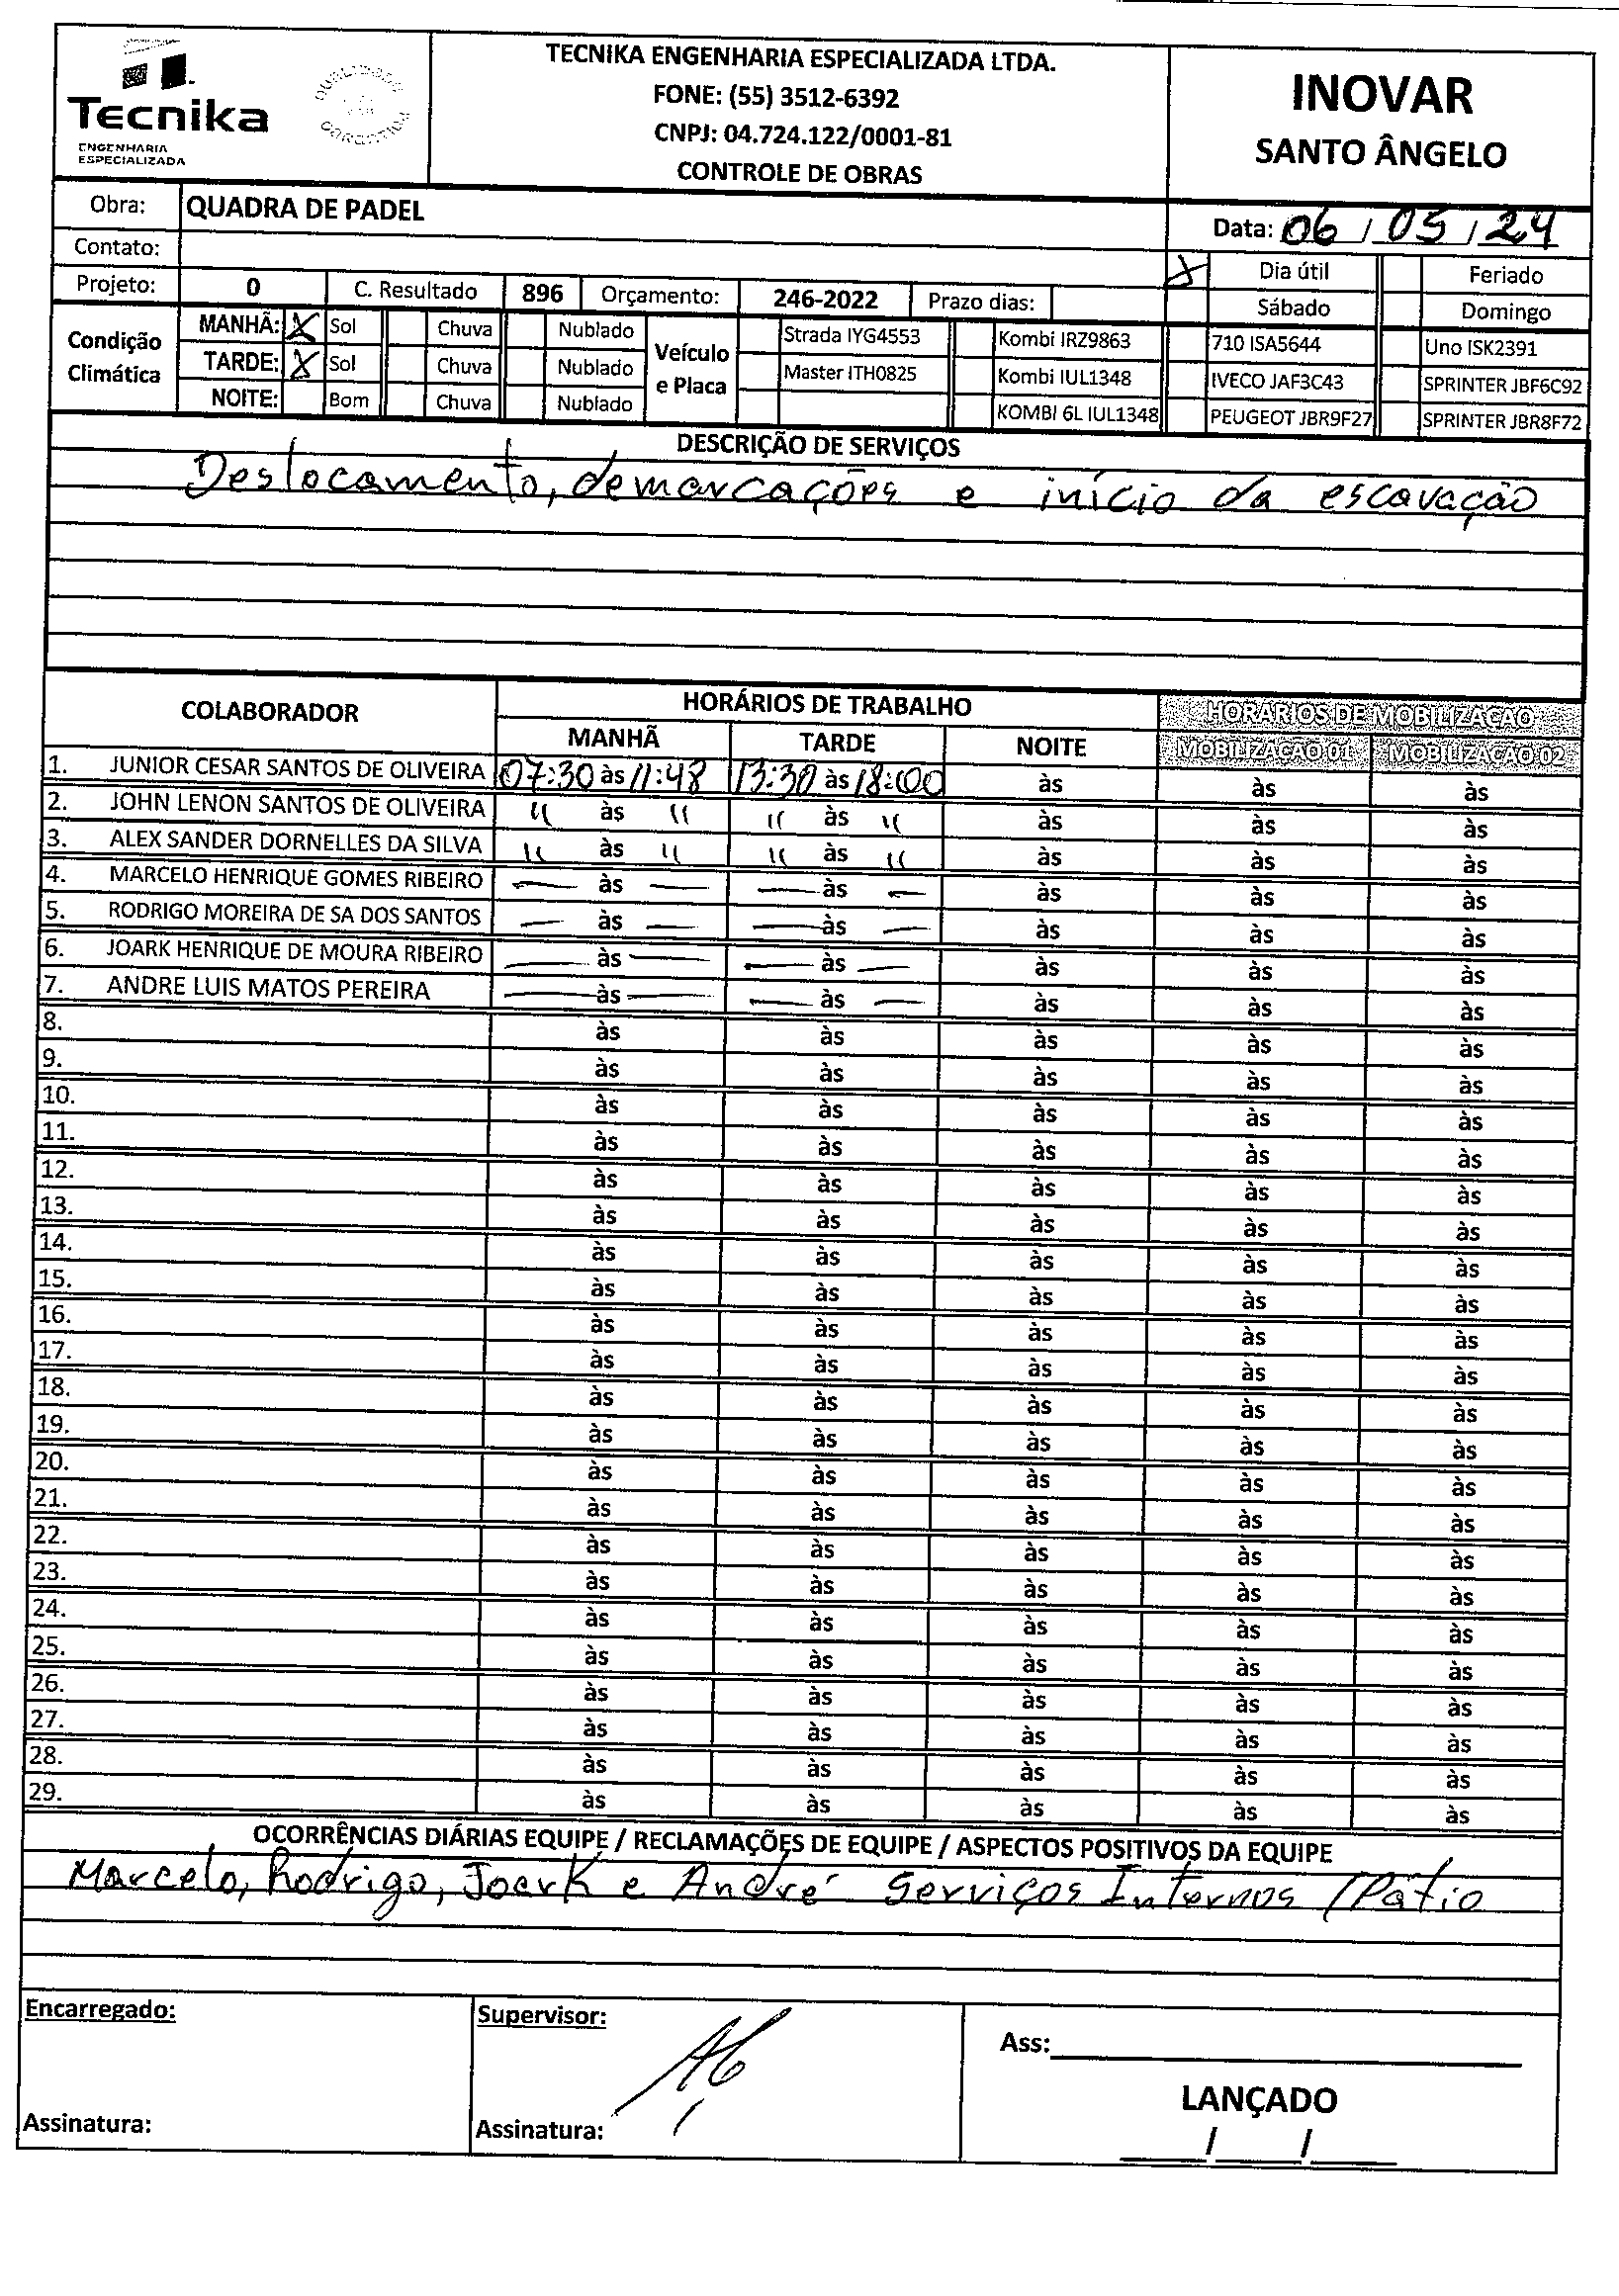 TECNIKA ENGENHARIA ESPECIALIZADA LTDA.
FONE: (55) 3512-6392
CNPJ: 04.724.122/0001-81
CONTROLE DE OBRAS
Tecnika
ENGENHARIA
ESPECIALIZADA
QUALIDADE
INOVAR
SANTO ÂNGELO
Obra: QUADRA DE PADEL
Data: 06 / 05 / 24
Contato:
X Dia útil Feriado
Projeto: 0 C. Resultado 896 Orçamento: 246-2022 Prazo dias:
Sábado Domingo
Condição Climática
MANHÃ: X Sol Chuva Nublado
TARDE: X Sol Chuva Nublado
NOITE: Bom Chuva Nublado
Veículo e Placa
Strada IYG4553 Kombi IRZ9863 710 ISA5644 Uno ISK2391
Master ITH0825 Kombi IUL1348 IVECO JAF3C43 SPRINTER JBF6C92
KOMBI 6L IUL1348 PEUGEOT JBR9F27 SPRINTER JBR8F72
DESCRIÇÃO DE SERVIÇOS
Deslocamento, demarcações e início da escavação
COLABORADOR HORÁRIOS DE TRABALHO HORÁRIOS DE MOBILIZAÇÃO
MANHÃ TARDE NOITE MOBILIZAÇÃO 01 MOBILIZAÇÃO 02
1. JUNIOR CESAR SANTOS DE OLIVEIRA 07:30 às 11:48 13:30 às 18:00 às às às
2. JOHN LENON SANTOS DE OLIVEIRA " às " " às " às às às
3. ALEX SANDER DORNELLES DA SILVA " às " " às " às às às
4. MARCELO HENRIQUE GOMES RIBEIRO — às — — às — às às às
5. RODRIGO MOREIRA DE SA DOS SANTOS — às — — às — às às às
6. JOARK HENRIQUE DE MOURA RIBEIRO — às — — às — às às às
7. ANDRE LUIS MATOS PEREIRA — às — — às — às às às
8. às às às às às
9. às às às às às
10. às às às às às
11. às às às às às
12. às às às às às
13. às às às às às
14. às às às às às
15. às às às às às
16. às às às às às
17. às às às às às
18. às às às às às
19. às às às às às
20. às às às às às
21. às às às às às
22. às às às às às
23. às às às às às
24. às às às às às
25. às às às às às
26. às às às às às
27. às às às às às
28. às às às às às
29. às às às às às
OCORRÊNCIAS DIÁRIAS EQUIPE / RECLAMAÇÕES DE EQUIPE / ASPECTOS POSITIVOS DA EQUIPE
Marcelo, Rodrigo, Joark e André Serviços Internos / Pátio
Encarregado: Supervisor:
Ass:
LANÇADO
Assinatura: Assinatura:
/ /